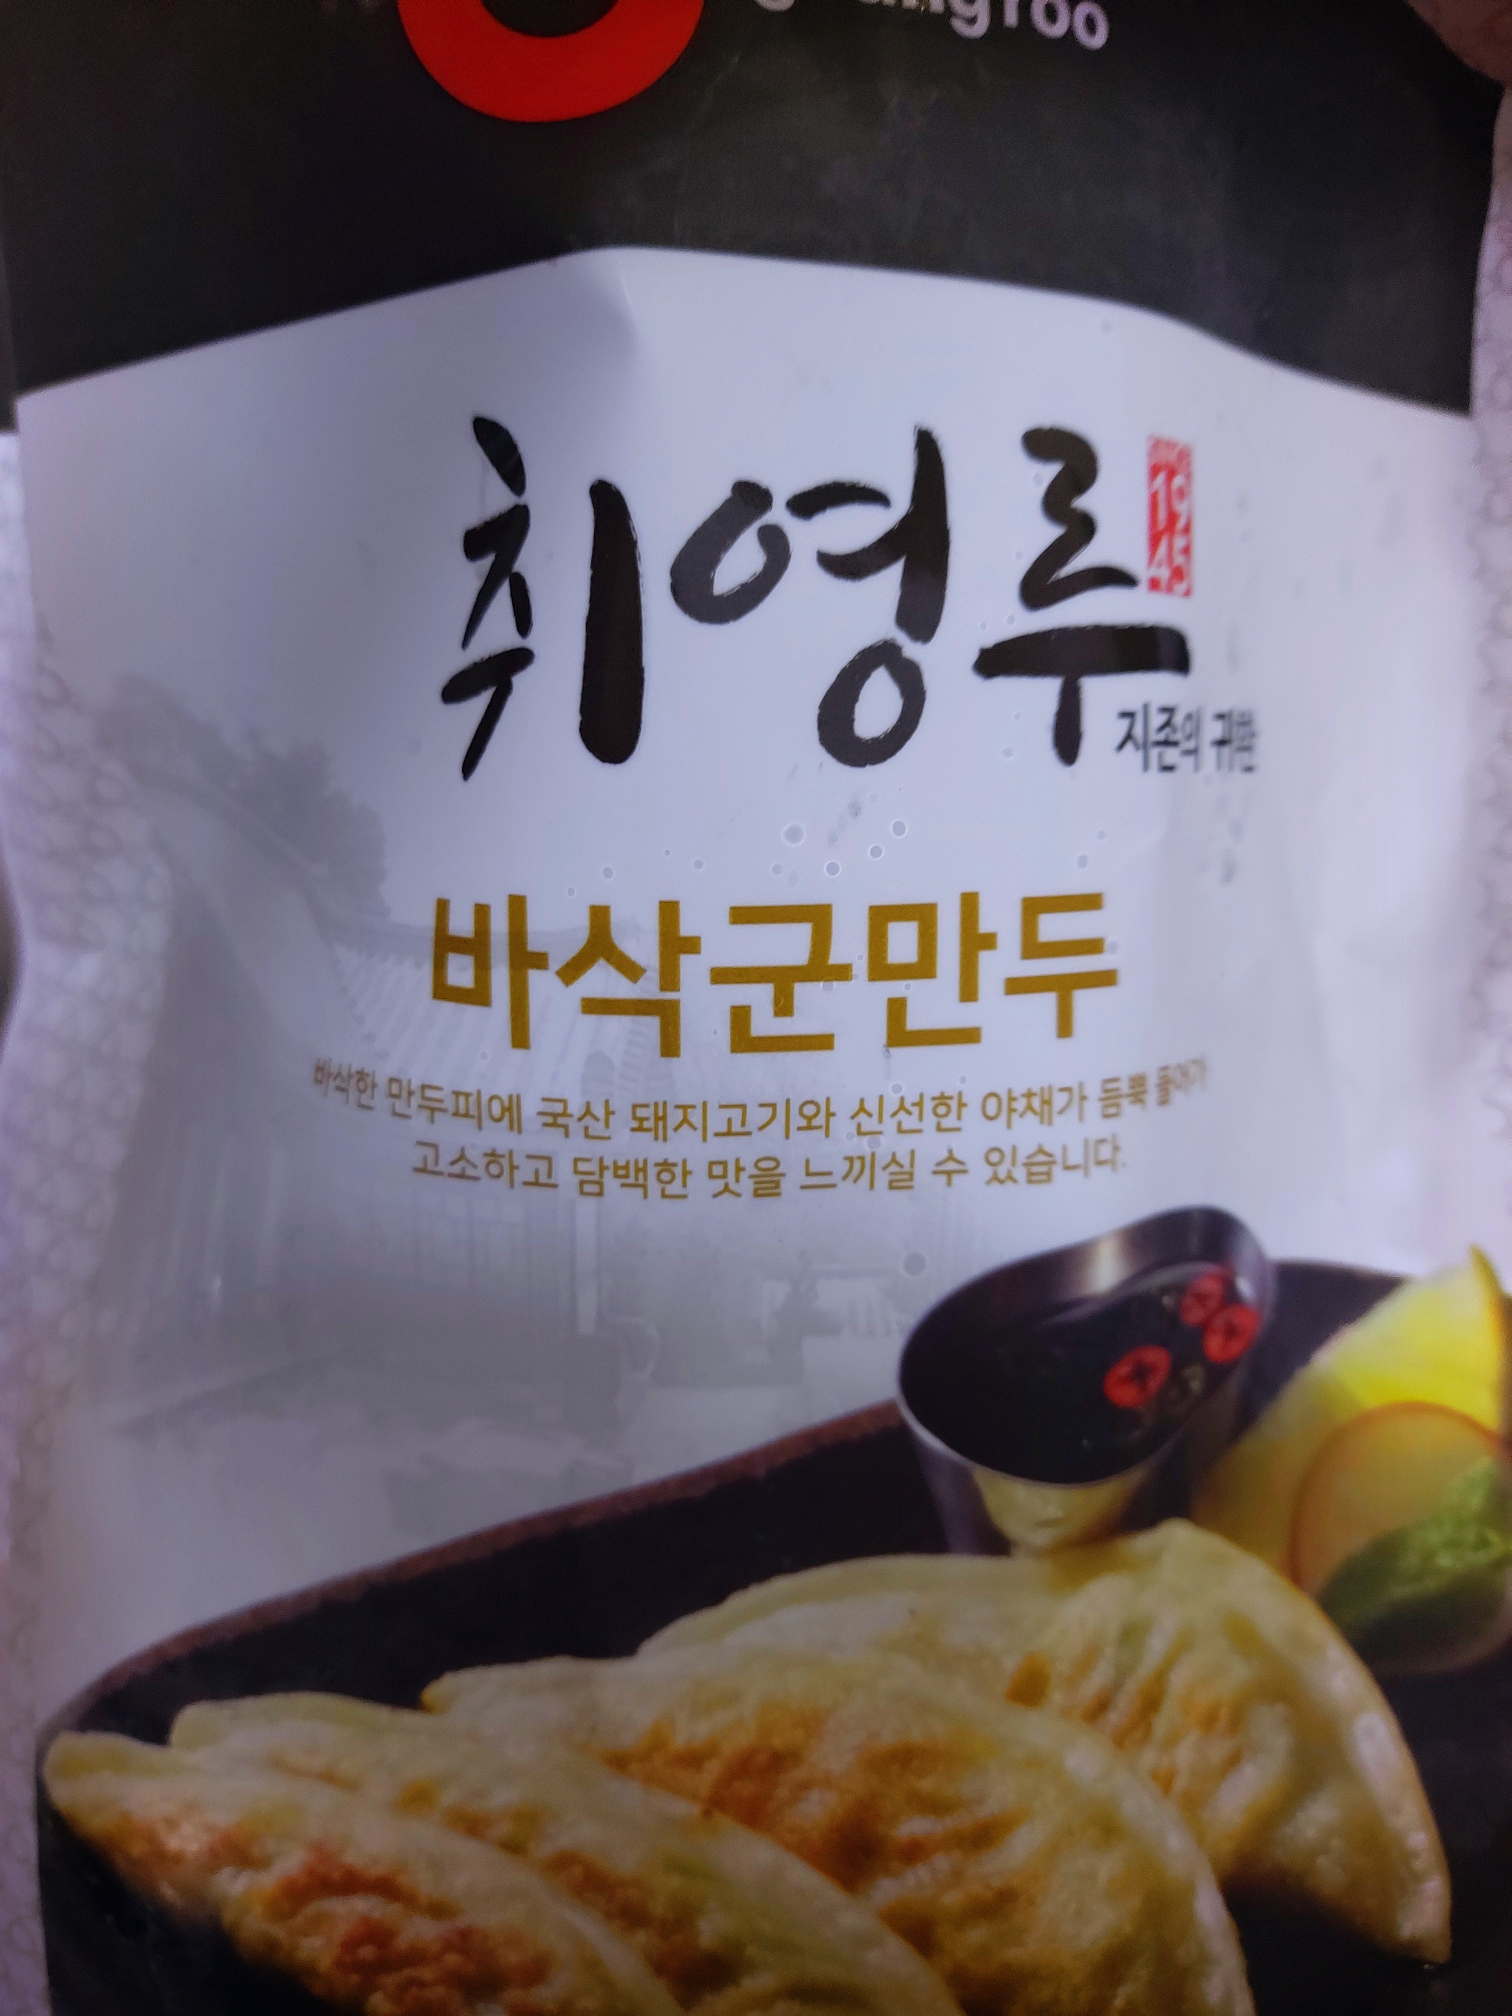 취영루
1945
지존의 귀환
바삭군만두
바삭한 만두피에 국산 돼지고기와 신선한 야채가 듬뿍 들어가
고소하고 담백한 맛을 느끼실 수 있습니다.